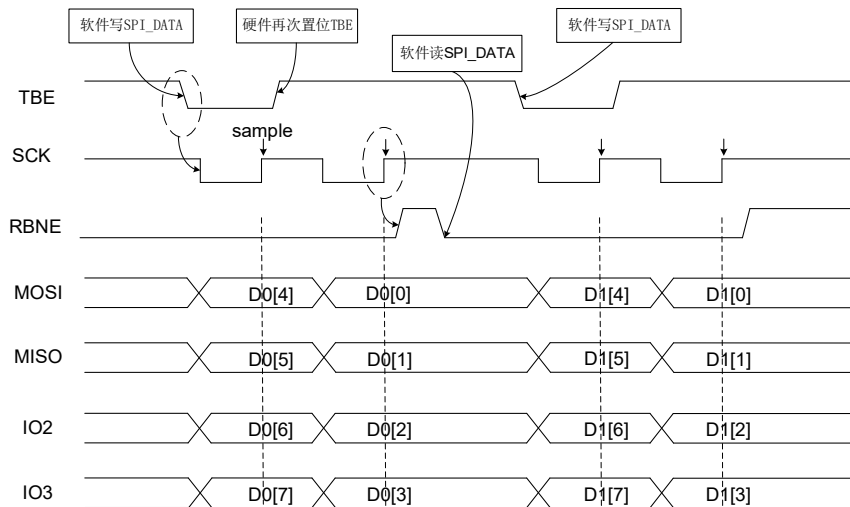 软件写SPI_DATA
硬件再次置位TBE
软件读SPI_DATA
软件写SPI_DATA
TBE
sample
SCK
RBNE
MOSI D0[4] D0[0] D1[4] D1[0]
MISO D0[5] D0[1] D1[5] D1[1]
IO2 D0[6] D0[2] D1[6] D1[2]
IO3 D0[7] D0[3] D1[7] D1[3]